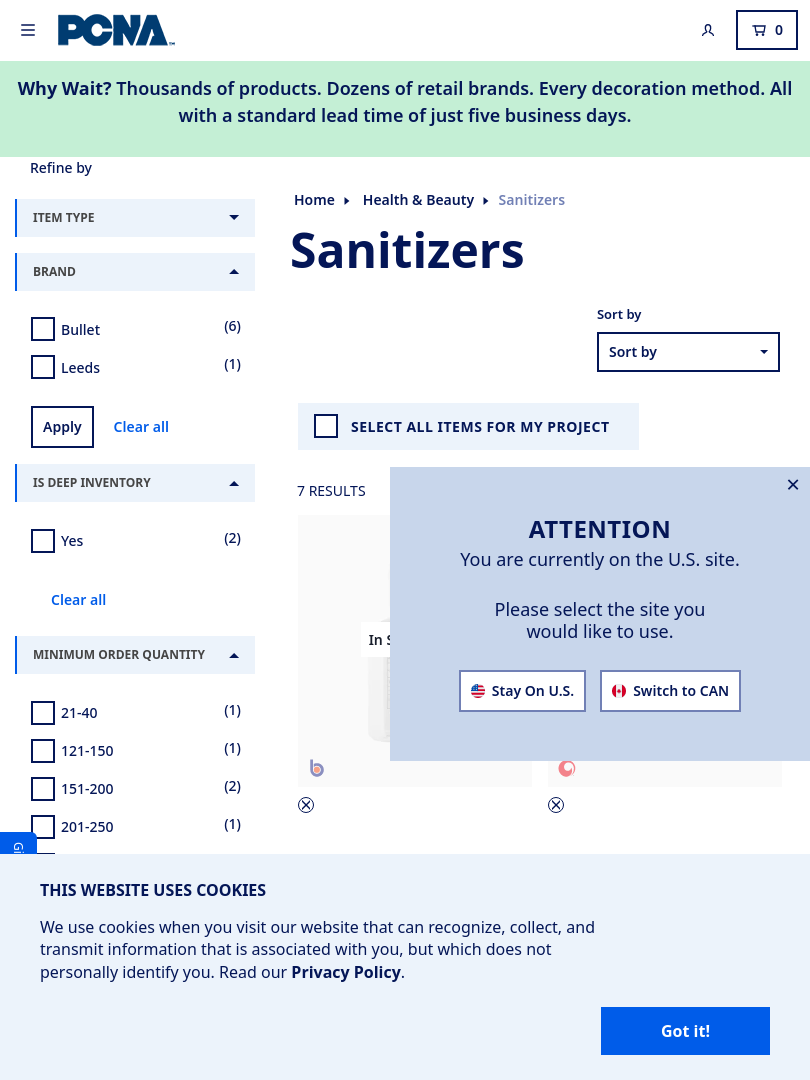 PCNA
0
Why Wait? Thousands of products. Dozens of retail brands. Every decoration method. All
with a standard lead time of just five business days.
Refine by
ITEM TYPE
BRAND
Bullet (6)
Leeds (1)
Apply Clear all
IS DEEP INVENTORY
Yes (2)
Clear all
MINIMUM ORDER QUANTITY
21-40 (1)
121-150 (1)
151-200 (2)
201-250 (1)
Home Health & Beauty Sanitizers
Sanitizers
Sort by
Sort by
SELECT ALL ITEMS FOR MY PROJECT
7 RESULTS
In
ATTENTION
You are currently on the U.S. site.
Please select the site you
would like to use.
Stay On U.S. Switch to CAN
THIS WEBSITE USES COOKIES
We use cookies when you visit our website that can recognize, collect, and
transmit information that is associated with you, but which does not
personally identify you. Read our Privacy Policy.
Got it!